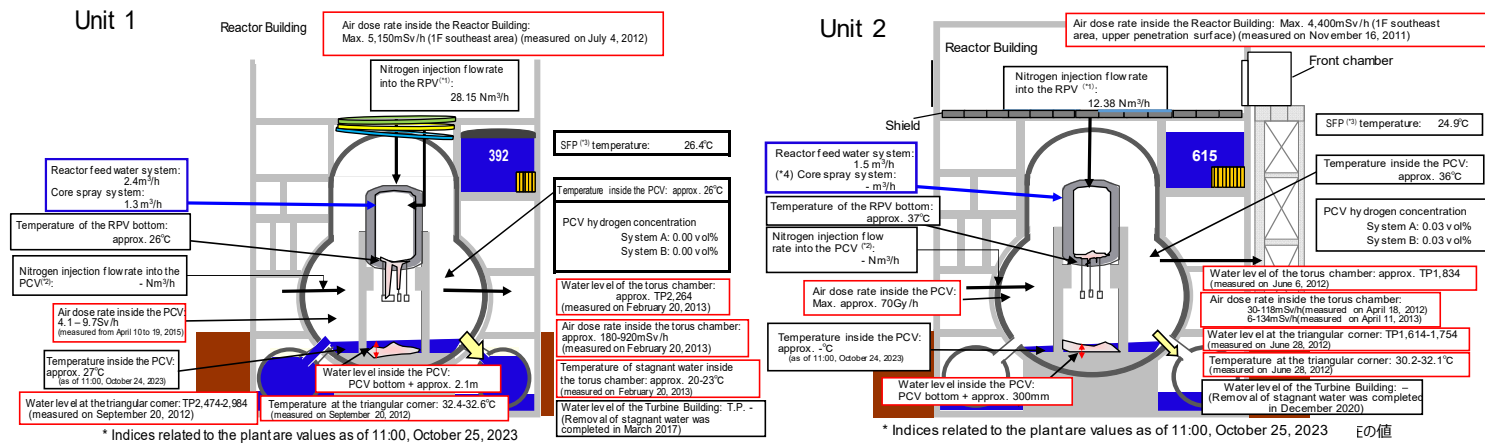 Unit 1
Reactor Building
Air dose rate inside the Reactor Building:
Max. 5,150mSv/h (1F southeast area) (measured on July 4, 2012)
Nitrogen injection flow rate
into the RPV(*1):
28.15 Nm³/h
392
SFP (*3) temperature: 26.4℃
Reactor feed water system:
2.4m³/h
Core spray system:
1.3 m³/h
Temperature inside the PCV: approx. 26℃
PCV hydrogen concentration
System A: 0.00 vol%
System B: 0.00 vol%
Temperature of the RPV bottom:
approx. 26℃
Nitrogen injection flow rate into the
PCV(*2):
- Nm³/h
Water level of the torus chamber:
approx. TP2,264
(measured on February 20, 2013)
Air dose rate inside the PCV:
4.1 – 9.7Sv/h
(measured from April 10 to 19, 2015)
Air dose rate inside the torus chamber:
approx. 180-920mSv/h
(measured on February 20, 2013)
Temperature inside the PCV:
approx. 27℃
(as of 11:00, October 24, 2023)
Water level inside the PCV:
PCV bottom + approx. 2.1m
Temperature of stagnant water inside
the torus chamber: approx. 20-23℃
(measured on February 20, 2013)
Water level at the triangular corner: TP2,474-2,984
(measured on September 20, 2012)
Temperature at the triangular corner: 32.4-32.6℃
(measured on September 20, 2012)
Water level of the Turbine Building: T.P. -
(Removal of stagnant water was
completed in March 2017)
* Indices related to the plant are values as of 11:00, October 25, 2023
Unit 2
Reactor Building
Air dose rate inside the Reactor Building: Max. 4,400mSv/h (1F southeast
area, upper penetration surface) (measured on November 16, 2011)
Front chamber
Nitrogen injection flow rate
into the RPV (*1):
12.38 Nm³/h
Shield
615
SFP (*3) temperature: 24.9℃
Reactor feed water system:
1.5 m³/h
(*4) Core spray system:
- m³/h
Temperature inside the PCV:
approx. 36℃
Temperature of the RPV bottom:
approx. 37℃
PCV hydrogen concentration
System A: 0.03 vol%
System B: 0.03 vol%
Nitrogen injection flow
rate into the PCV (*2):
- Nm³/h
Water level of the torus chamber: approx. TP1,834
(measured on June 6, 2012)
Air dose rate inside the PCV:
Max. approx. 70Gy/h
Air dose rate inside the torus chamber:
30-118mSv/h(measured on April 18, 2012)
6-134mSv/h(measured on April 11, 2013)
Temperature inside the PCV:
approx. -℃
(as of 11:00, October 24, 2023)
Water level at the triangular corner: TP1,614-1,754
(measured on June 28, 2012)
Temperature at the triangular corner: 30.2-32.1℃
(measured on June 28, 2012)
Water level inside the PCV:
PCV bottom + approx. 300mm
Water level of the Turbine Building: –
(Removal of stagnant water was completed
in December 2020)
* Indices related to the plant are values as of 11:00, October 25, 2023
の値